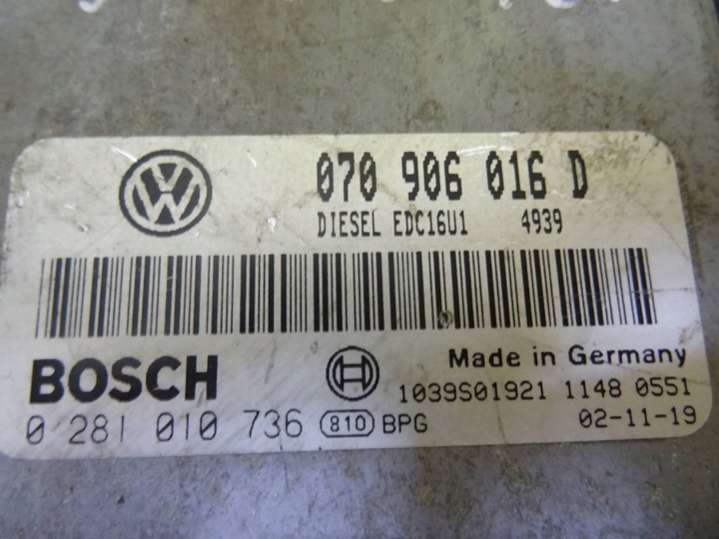 VW
070 906 016 D
DIESEL EDC16U1 4939
BOSCH
Made in Germany
1039S01921 1148 0551
0 281 010 736 810 BPG 02-11-19